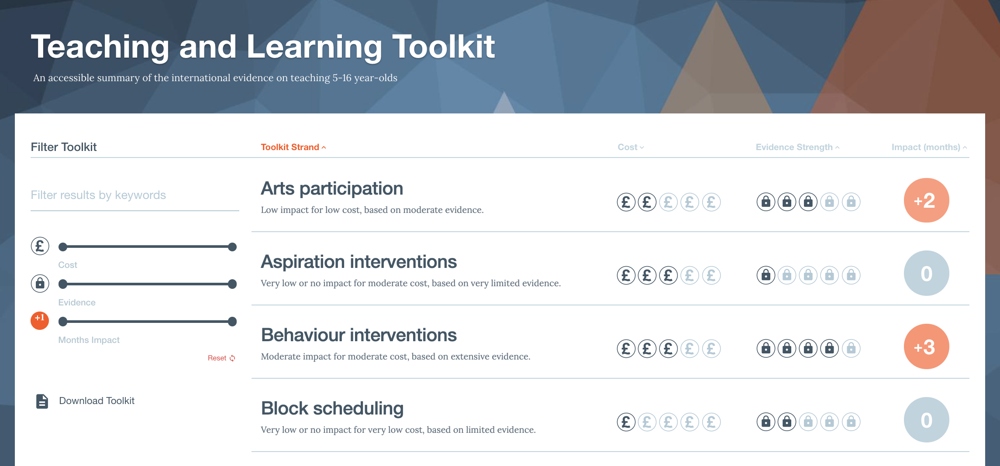 Teaching and Learning Toolkit
An accessible summary of the international evidence on teaching 5-16 year-olds
Filter Toolkit
Toolkit Strand
Cost
Evidence Strength
Impact (months)
Filter results by keywords
£
Cost
Evidence
+1
Months Impact
Reset
Download Toolkit
Arts participation
Low impact for low cost, based on moderate evidence.
£ £ £ £ £
+2
Aspiration interventions
Very low or no impact for moderate cost, based on very limited evidence.
£ £ £ £ £
0
Behaviour interventions
Moderate impact for moderate cost, based on extensive evidence.
£ £ £ £ £
+3
Block scheduling
Very low or no impact for very low cost, based on limited evidence.
£ £ £ £ £
0